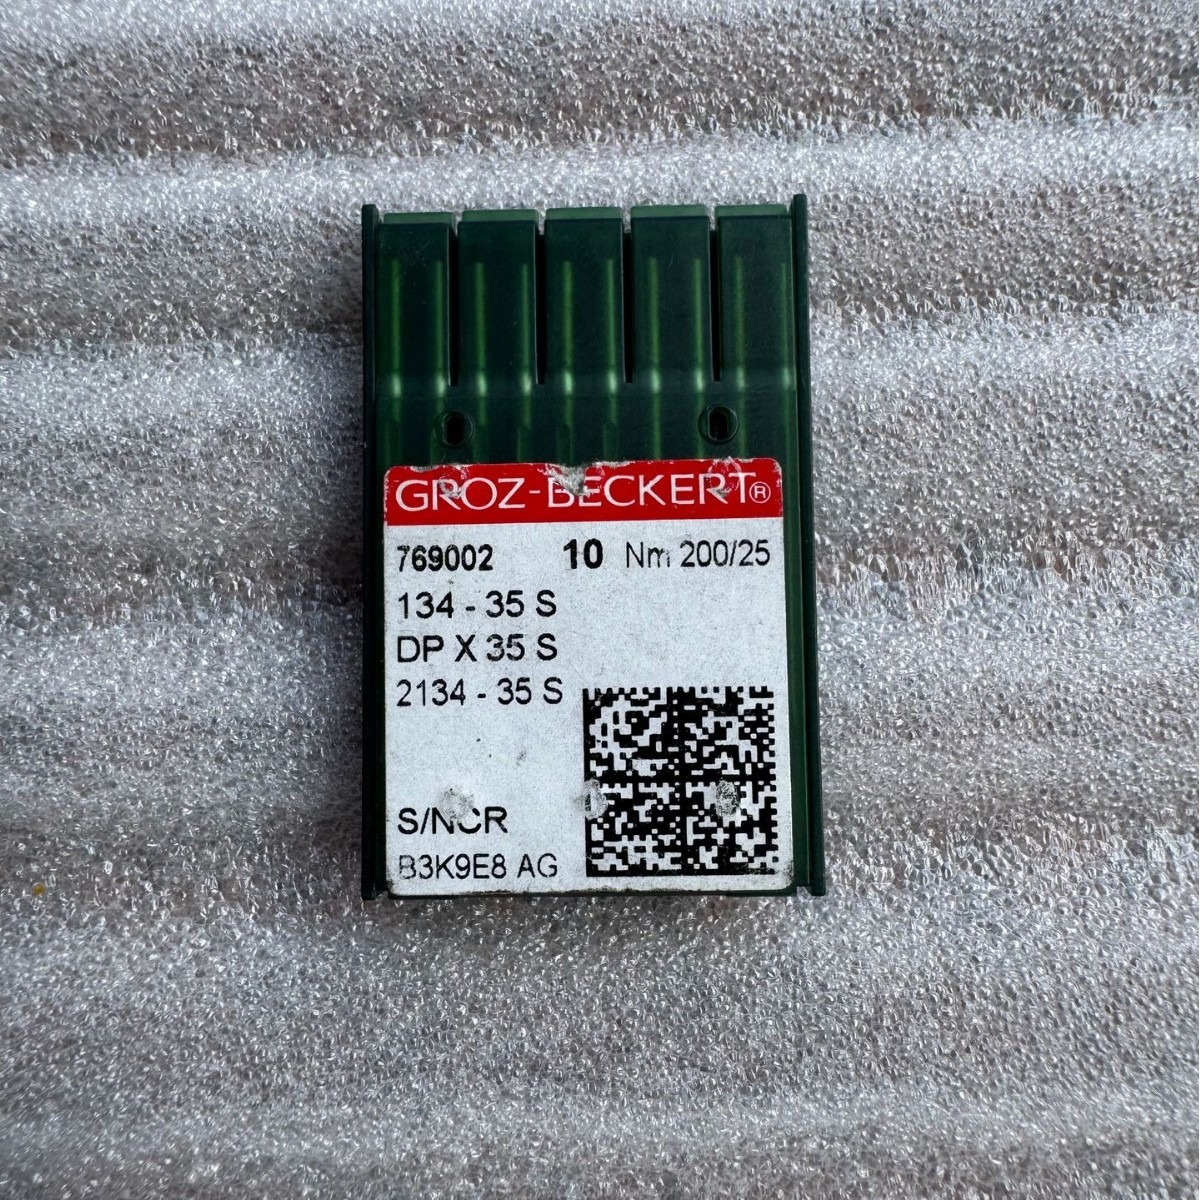 GROZ-BECKERT®
769002 10 Nm 200/25
134 - 35 S
DP X 35 S
2134 - 35 S
S/NCR
B3K9E8 AG